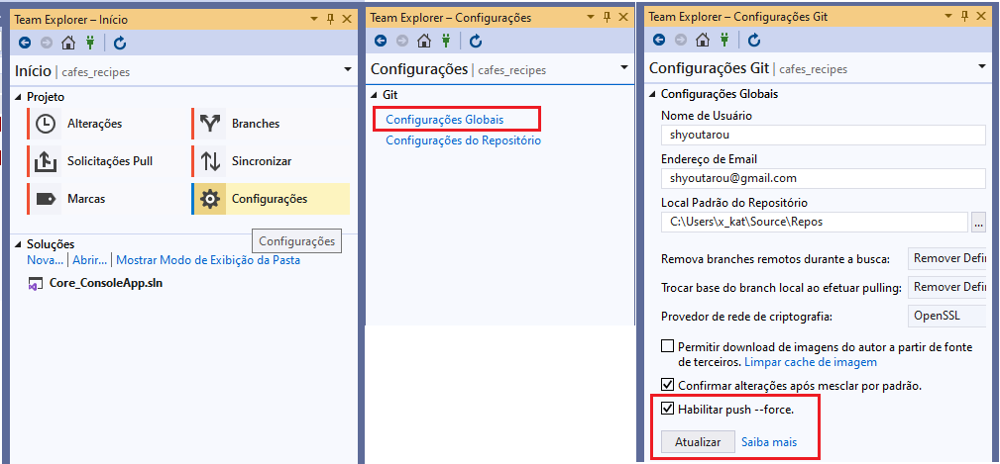 Team Explorer – Início
Início | cafes_recipes
Projeto
Alterações
Branches
Solicitações Pull
Sincronizar
Marcas
Configurações
Configurações
Soluções
Nova... | Abrir... | Mostrar Modo de Exibição da Pasta
Core_ConsoleApp.sln
Team Explorer – Configurações
Configurações | cafes_recipes
Git
Configurações Globais
Configurações do Repositório
Team Explorer – Configurações Git
Configurações Git | cafes_recipes
Configurações Globais
Nome de Usuário
shyoutarou
Endereço de Email
shyoutarou@gmail.com
Local Padrão do Repositório
C:\Users\x_kat\Source\Repos
...
Remova branches remotos durante a busca: Remover Defin
Trocar base do branch local ao efetuar pulling: Remover Defin
Provedor de rede de criptografia: OpenSSL
Permitir download de imagens do autor a partir de fonte
de terceiros. Limpar cache de imagem
Confirmar alterações após mesclar por padrão.
Habilitar push --force.
Atualizar Saiba mais